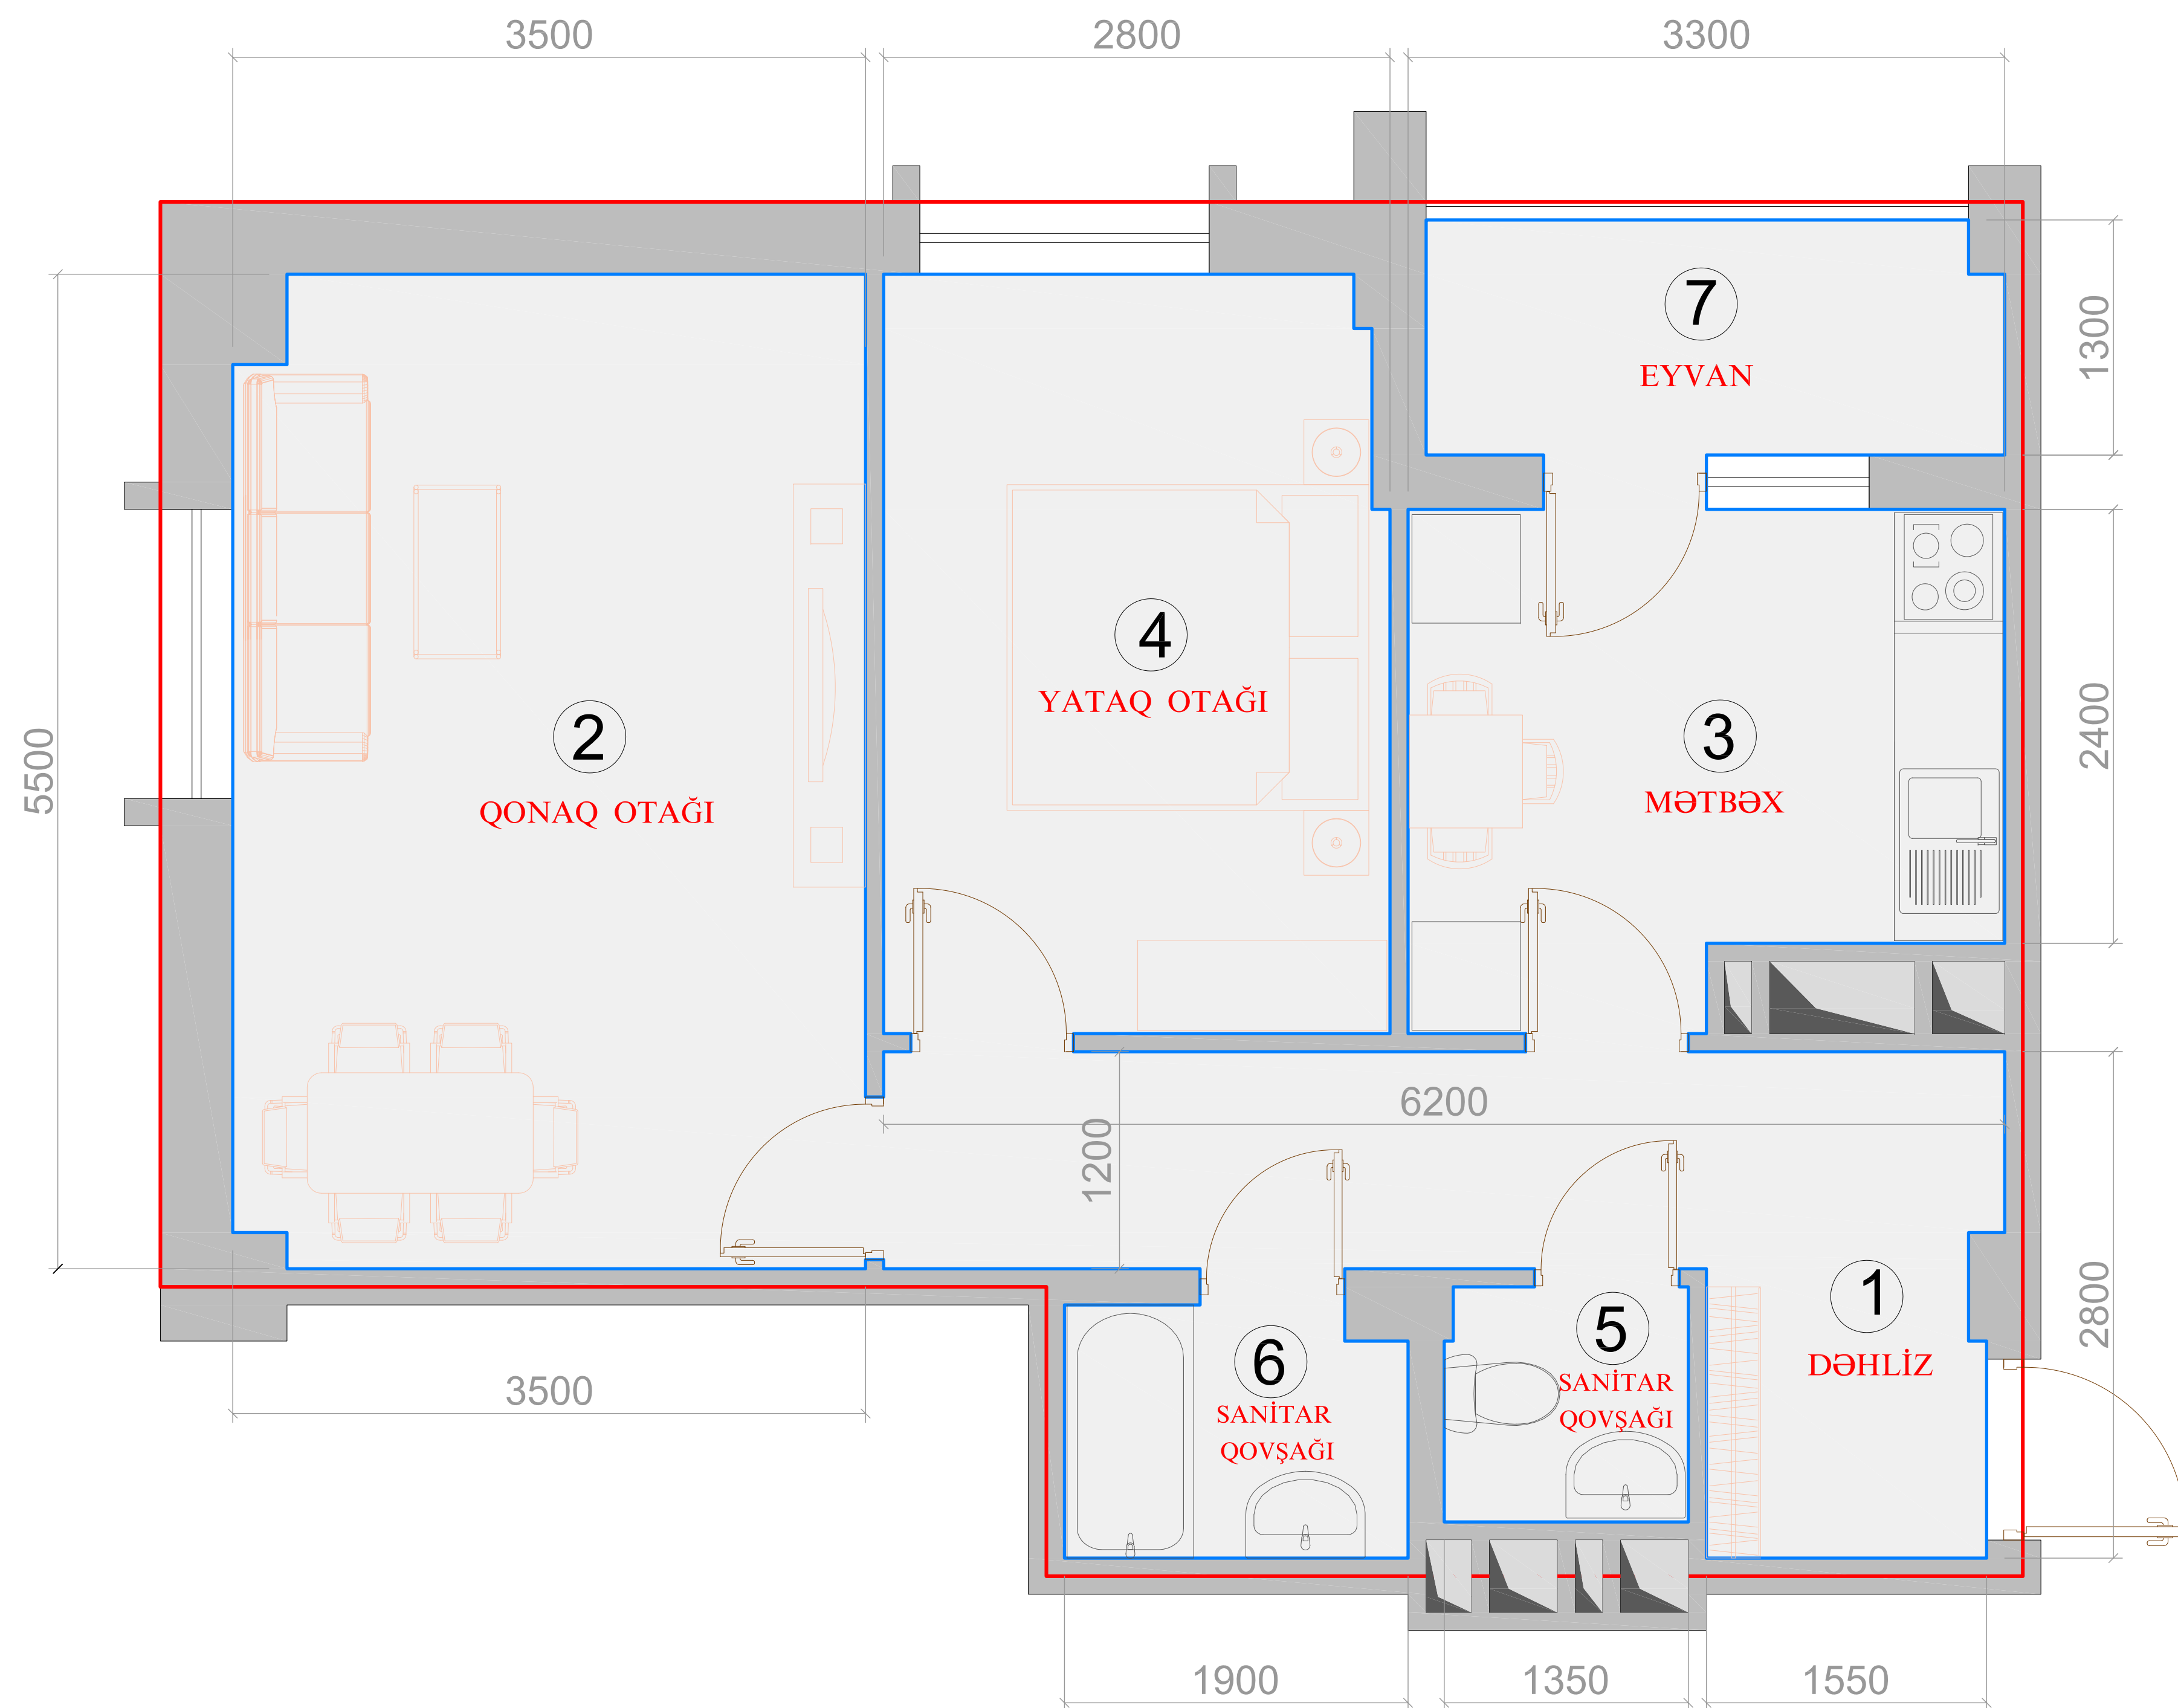 3500
2800
3300
7
EYVAN
1300
4
YATAQ OTAĞI
2
QONAQ OTAĞI
3
MƏTBƏX
2400
5500
6200
1200
1
DƏHLİZ
2800
5
SANİTAR
QOVŞAĞI
6
SANİTAR
QOVŞAĞI
3500
1900
1350
1550